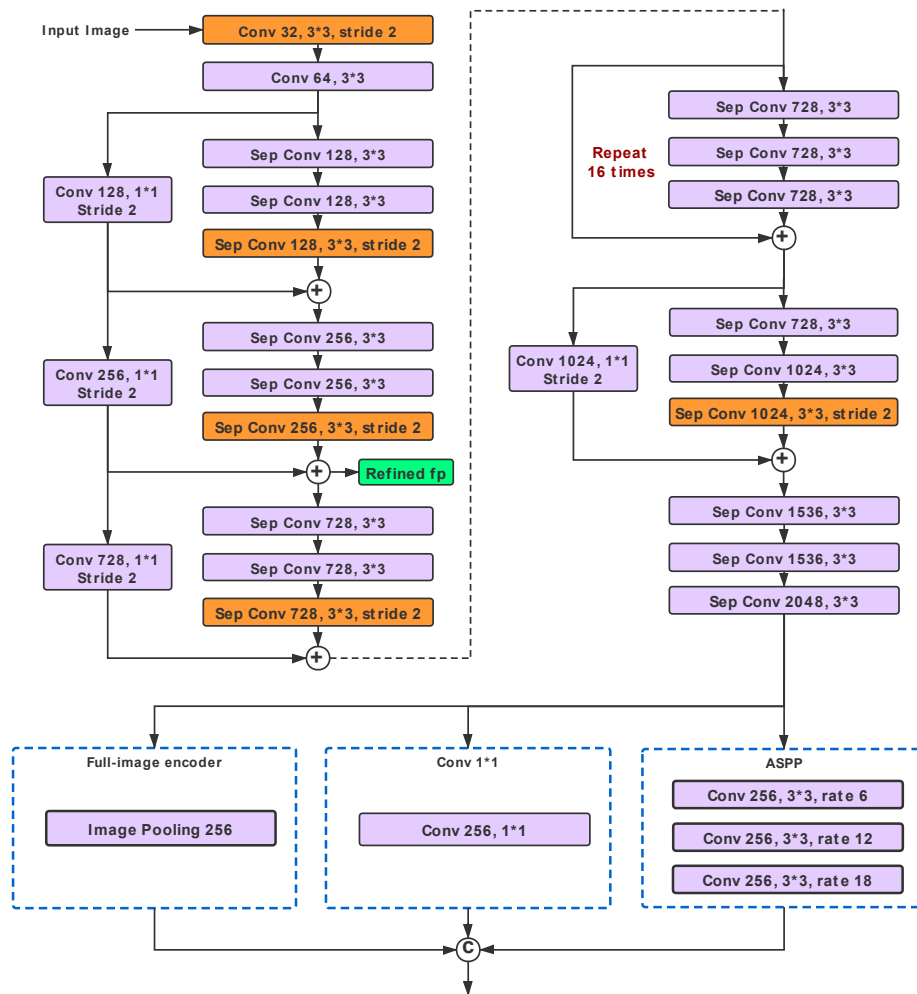 Input Image
Conv 32, 3*3, stride 2
Conv 64, 3*3
Sep Conv 128, 3*3
Sep Conv 128, 3*3
Sep Conv 128, 3*3, stride 2
Conv 128, 1*1
Stride 2
+
Sep Conv 256, 3*3
Sep Conv 256, 3*3
Sep Conv 256, 3*3, stride 2
Conv 256, 1*1
Stride 2
+
Refined fp
Sep Conv 728, 3*3
Sep Conv 728, 3*3
Sep Conv 728, 3*3, stride 2
Conv 728, 1*1
Stride 2
+
Sep Conv 728, 3*3
Sep Conv 728, 3*3
Sep Conv 728, 3*3
Repeat
16 times
+
Sep Conv 728, 3*3
Sep Conv 1024, 3*3
Sep Conv 1024, 3*3, stride 2
Conv 1024, 1*1
Stride 2
+
Sep Conv 1536, 3*3
Sep Conv 1536, 3*3
Sep Conv 2048, 3*3
Full-image encoder
Image Pooling 256
Conv 1*1
Conv 256, 1*1
ASPP
Conv 256, 3*3, rate 6
Conv 256, 3*3, rate 12
Conv 256, 3*3, rate 18
C